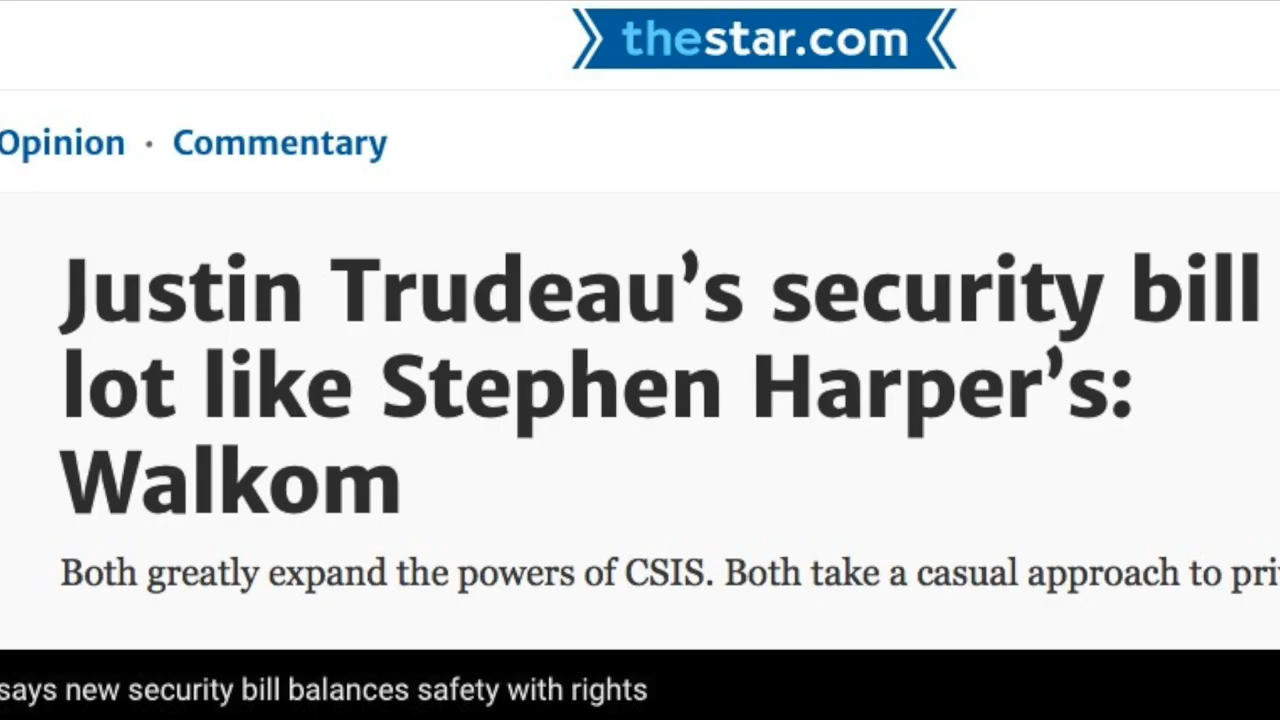 thestar.com
Opinion · Commentary
Justin Trudeau’s security bill
lot like Stephen Harper’s:
Walkom
Both greatly expand the powers of CSIS. Both take a casual approach to
says new security bill balances safety with rights